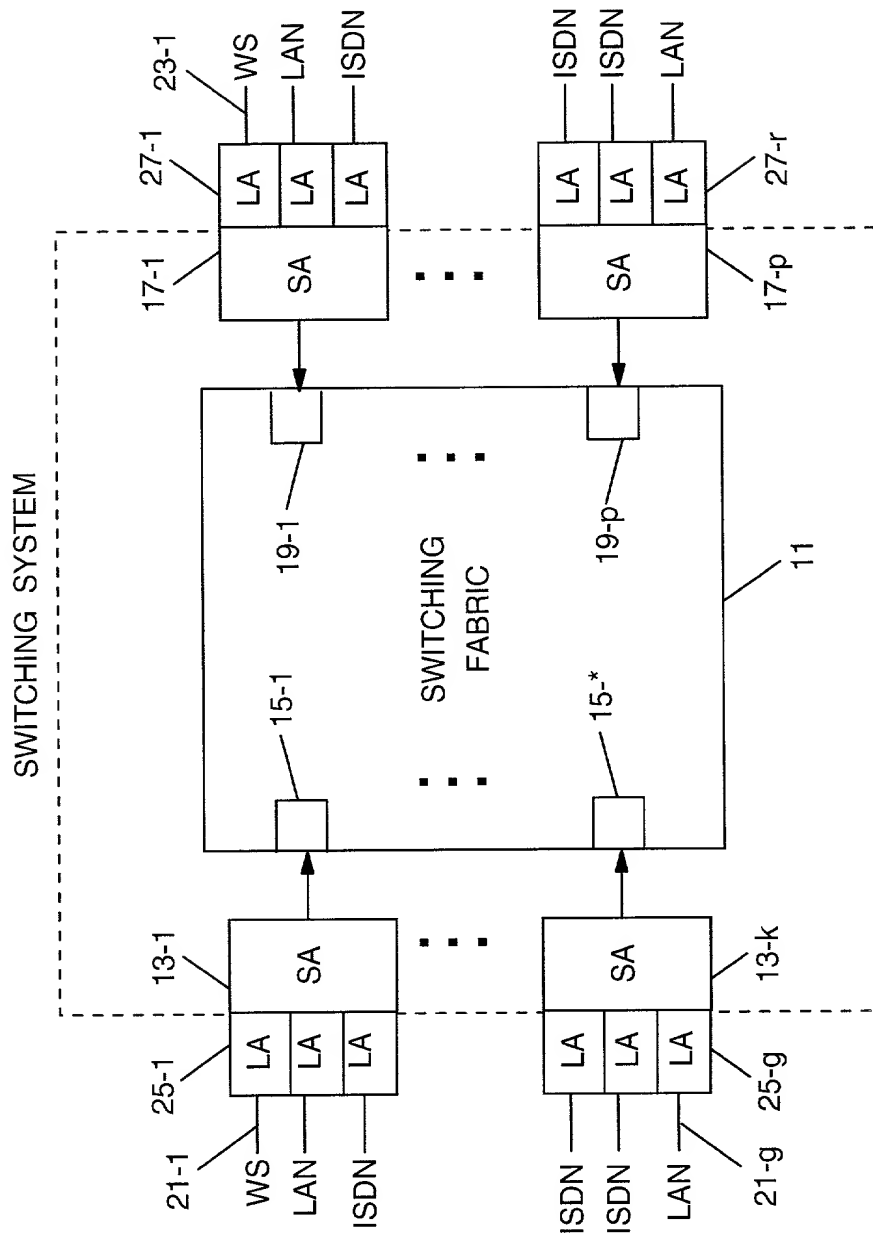 SWITCHING SYSTEM
25-1
13-1
17-1
27-1
23-1
21-1
15-1
19-1
WS
LA
LA
WS
LAN
LA
SA
SA
LA
LAN
ISDN
LA
LA
ISDN
SWITCHING
FABRIC
15-*
19-p
ISDN
LA
LA
ISDN
ISDN
LA
SA
SA
LA
ISDN
LAN
LA
LA
LAN
21-g
25-g
13-k
11
17-p
27-r